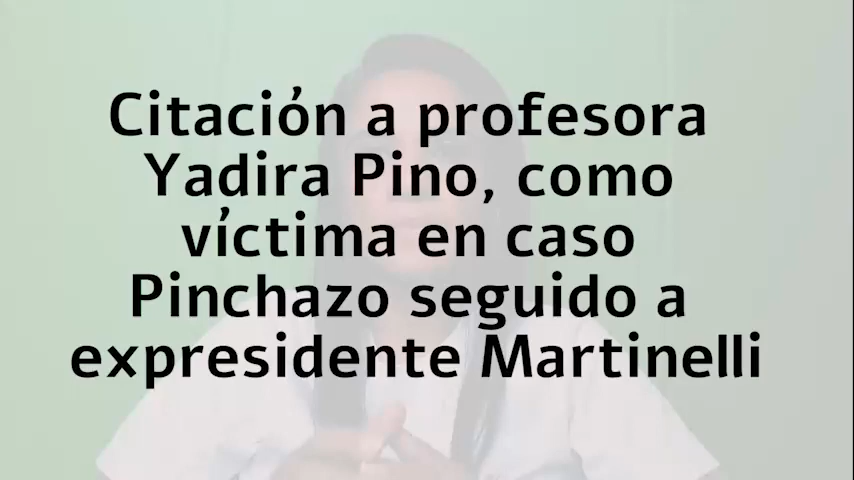 Citación a profesora
Yadira Pino, como
víctima en caso
Pinchazo seguido a
expresidente Martinelli